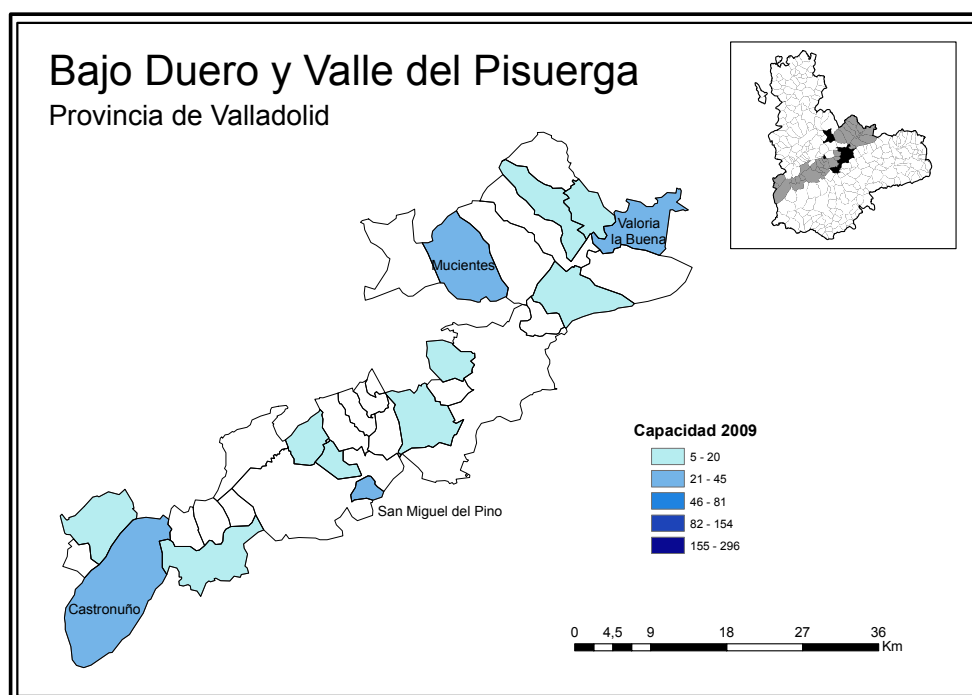 Bajo Duero y Valle del Pisuerga
Provincia de Valladolid
Valoria
la Buena
Mucientes
Capacidad 2009
5 - 20
21 - 45
46 - 81
82 - 154
155 - 296
San Miguel del Pino
Castronuño
0 4,5 9 18 27 36
Km